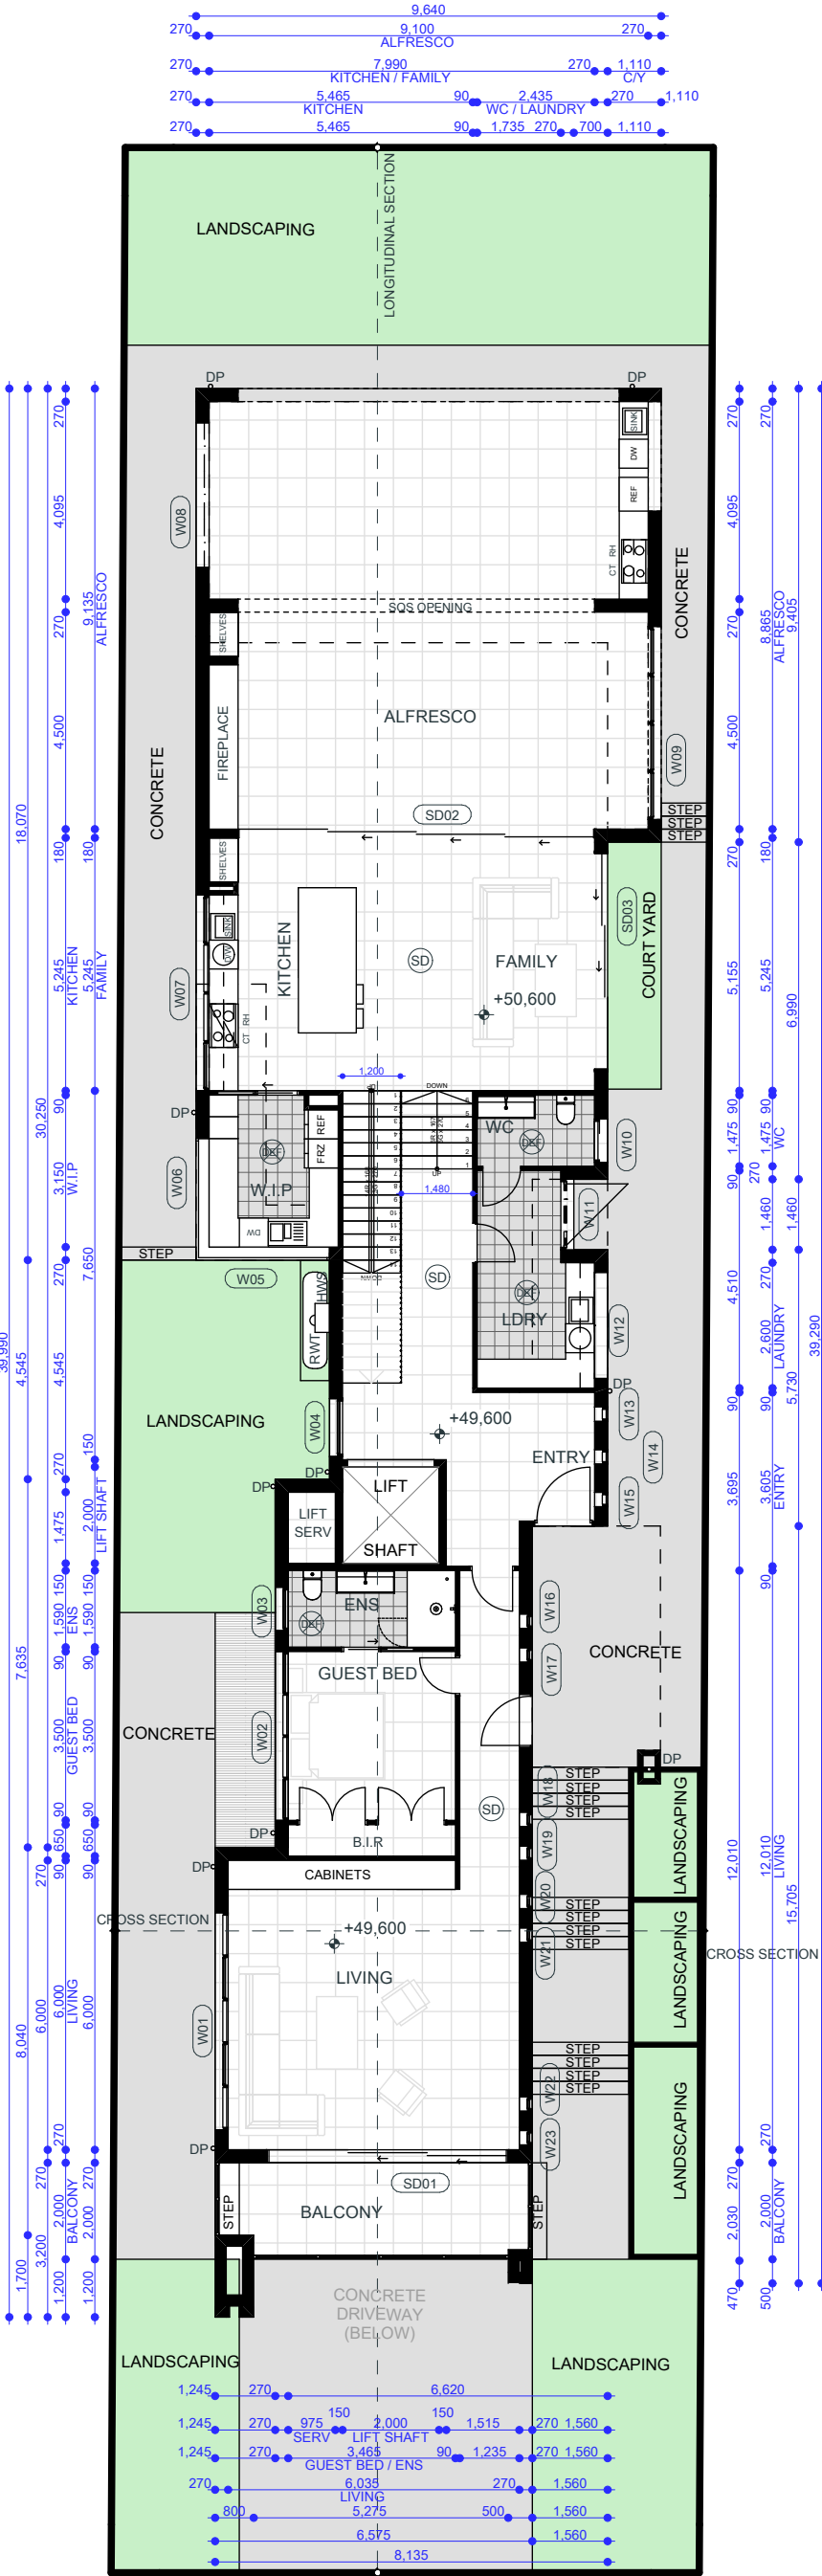 9,640
270 9,100 270
ALFRESCO
270 7,990 270 1,110
KITCHEN / FAMILY C/Y
270 5,465 90 2,435 270 1,110
KITCHEN WC / LAUNDRY
270 5,465 90 1,735 270 700 1,110
LANDSCAPING
LONGITUDINAL SECTION
DP
DP
SINK
DW
REF
CT RH
W08
CONCRETE
SOS OPENING
SHELVES
ALFRESCO
FIREPLACE
W09
CONCRETE
SD02
STEP
STEP
STEP
SHELVES
SINK
DW
KITCHEN
SD
FAMILY
+50,600
SD03
COURT YARD
W07
CT RH
1,200
DOWN
UP
DP
REF
FRZ
DEF
W.I.P
DW
W06
STEP
W05
1,480
WC
DEF
W10
W11
SD
DEF
LDRY
W12
DOWN
HWS
RWT
LANDSCAPING
W04
+49,600
DP
W13
W14
W15
ENTRY
DP
DP
LIFT
SHAFT
LIFT
SERV
W03
ENS
DEF
W16
W17
CONCRETE
GUEST BED
W02
CONCRETE
DP
STEP
STEP
STEP
STEP
W18
W19
SD
B.I.R
DP
DP
CABINETS
LANDSCAPING
W20
STEP
STEP
STEP
STEP
W21
CROSS SECTION
+49,600
CROSS SECTION
LIVING
LANDSCAPING
W01
STEP
STEP
STEP
STEP
W22
W23
LANDSCAPING
DP
SD01
STEP
BALCONY
STEP
CONCRETE
DRIVEWAY
(BELOW)
LANDSCAPING
LANDSCAPING
1,245 270 6,620
150 150
1,245 270 975 2,000 1,515 270 1,560
SERV LIFT SHAFT
1,245 270 3,465 90 1,235 270 1,560
GUEST BED / ENS
270 6,035 270 1,560
LIVING
800 5,275 500 1,560
6,575 1,560
8,135
39,990
18,070
4,545
7,635
8,040
1,700
30,250
270
6,000
270
3,200
270
4,095
270
4,500
180
5,245
KITCHEN
90
3,150
W.I.P
270
4,545
270
1,475
150
1,590
ENS
90
3,500
GUEST BED
90
650
90
6,000
LIVING
270
2,000
BALCONY
1,200
9,135
ALFRESCO
180
5,245
FAMILY
7,650
150
2,000
LIFT SHAFT
150
1,590
90
3,500
90
650
90
6,000
270
2,000
1,200
270
4,095
270
4,500
270
5,155
90
1,475
90
4,510
90
3,695
12,010
270
2,030
470
270
8,865
ALFRESCO
180
5,245
90
1,475
WC
270
1,460
270
2,600
LAUNDRY
90
3,605
ENTRY
90
12,010
LIVING
270
2,000
BALCONY
500
9,405
6,990
1,460
5,730
15,705
39,290